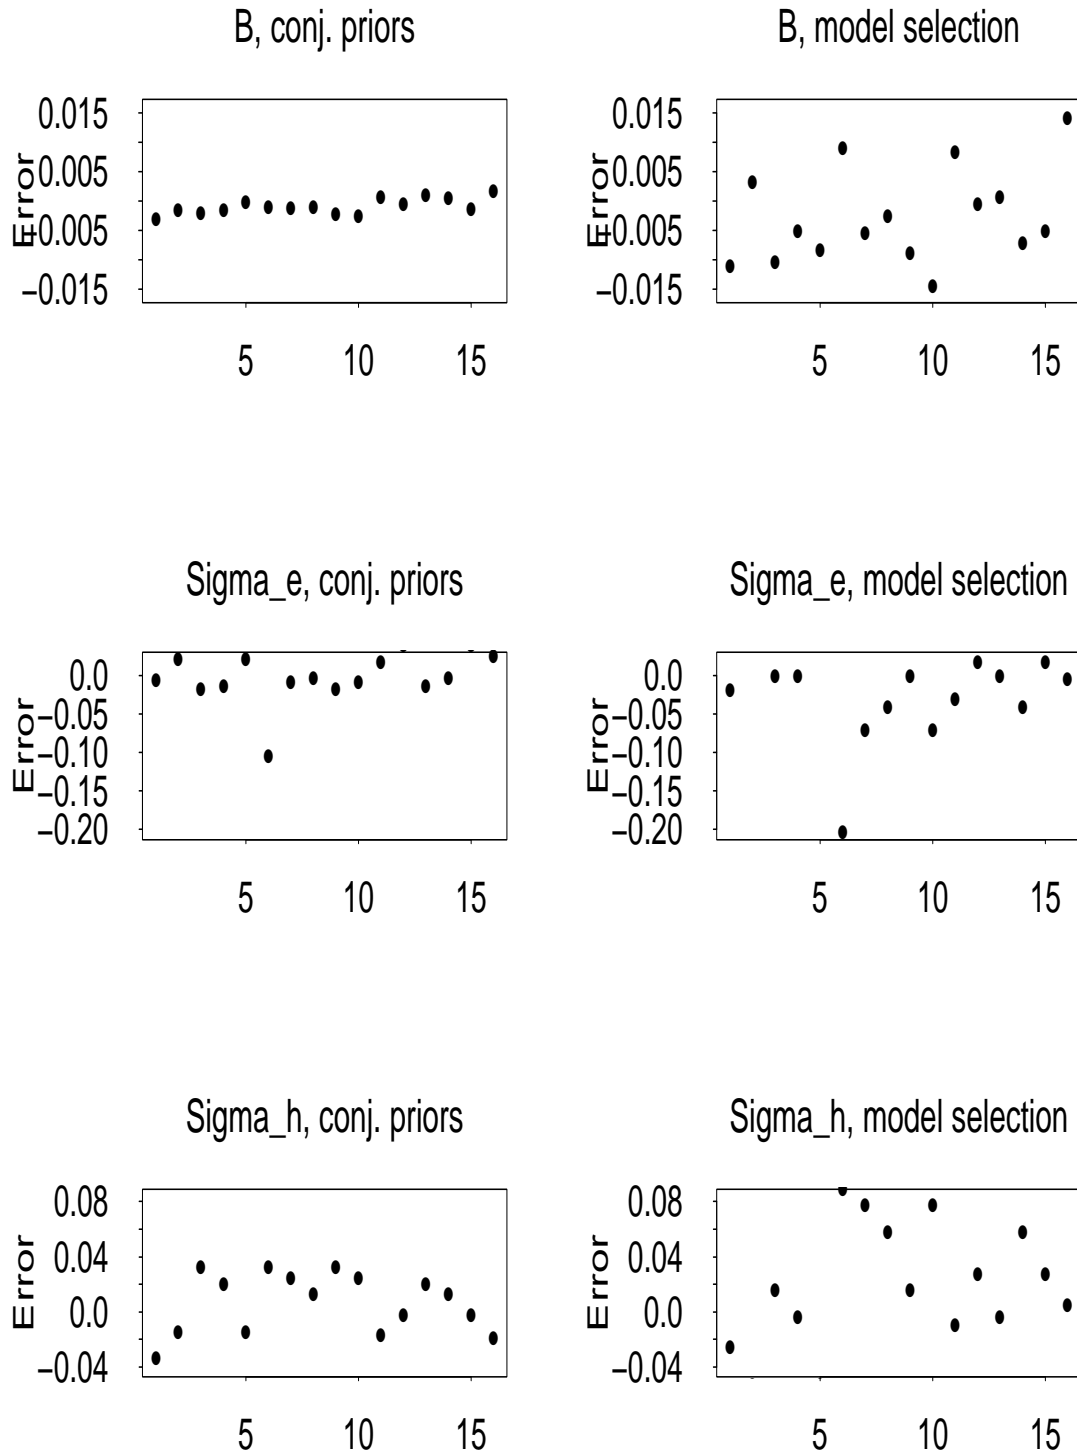 B, conj. priors
B, model selection
Error
0.015
0.005
−0.005
−0.015
5 10 15
Error
0.015
0.005
−0.005
−0.015
5 10 15
Sigma_e, conj. priors
Sigma_e, model selection
Error
0.0
−0.05
−0.10
−0.15
−0.20
5 10 15
Error
0.0
−0.05
−0.10
−0.15
−0.20
5 10 15
Sigma_h, conj. priors
Sigma_h, model selection
Error
0.08
0.04
0.0
−0.04
5 10 15
Error
0.08
0.04
0.0
−0.04
5 10 15